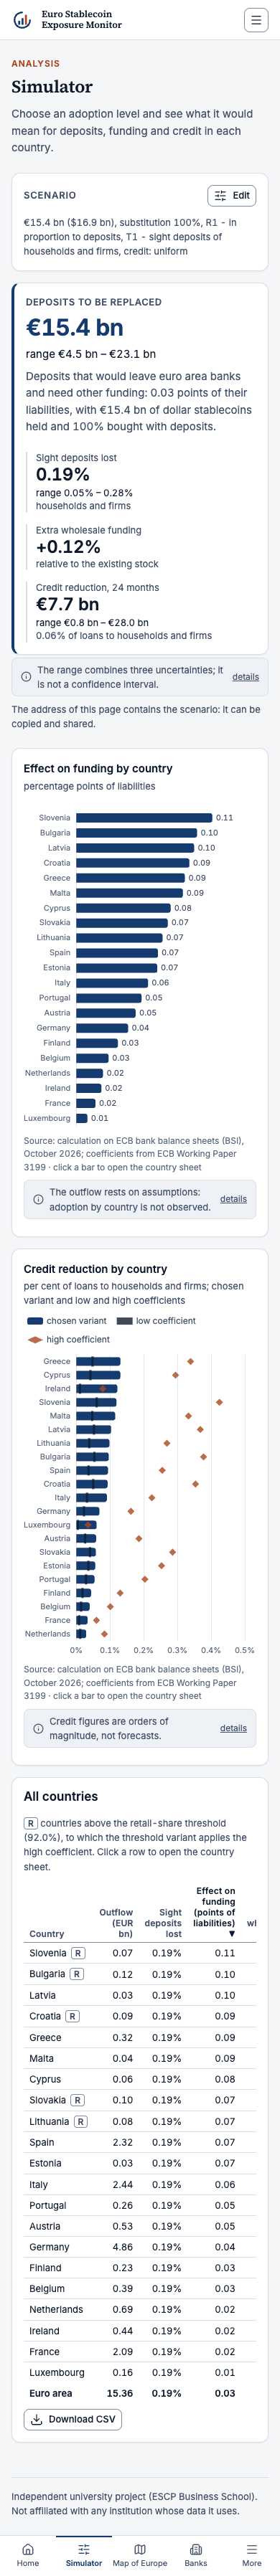 Euro Stablecoin
Exposure Monitor
ANALYSIS
Simulator
Choose an adoption level and see what it would
mean for deposits, funding and credit in each
country.
SCENARIO
Edit
€15.4 bn ($16.9 bn), substitution 100%, R1 - in
proportion to deposits, T1 - sight deposits of
households and firms, credit: uniform
DEPOSITS TO BE REPLACED
€15.4 bn
range €4.5 bn – €23.1 bn
Deposits that would leave euro area banks
and need other funding: 0.03 points of their
liabilities, with €15.4 bn of dollar stablecoins
held and 100% bought with deposits.
Sight deposits lost
0.19%
range 0.05% – 0.28%
households and firms
Extra wholesale funding
+0.12%
relative to the existing stock
Credit reduction, 24 months
€7.7 bn
range €0.8 bn – €28.0 bn
0.06% of loans to households and firms
The range combines three uncertainties; it
is not a confidence interval.
details
The address of this page contains the scenario: it can be
copied and shared.
Effect on funding by country
percentage points of liabilities
Slovenia 0.11
Bulgaria 0.10
Latvia 0.10
Croatia 0.09
Greece 0.09
Malta 0.09
Cyprus 0.08
Slovakia 0.07
Lithuania 0.07
Spain 0.07
Estonia 0.07
Italy 0.06
Portugal 0.05
Austria 0.05
Germany 0.04
Finland 0.03
Belgium 0.03
Netherlands 0.02
Ireland 0.02
France 0.02
Luxembourg 0.01
Source: calculation on ECB bank balance sheets (BSI),
October 2026; coefficients from ECB Working Paper
3199 · click a bar to open the country sheet
The outflow rests on assumptions:
adoption by country is not observed.
details
Credit reduction by country
per cent of loans to households and firms; chosen
variant and low and high coefficients
chosen variant
low coefficient
high coefficient
Greece
Cyprus
Ireland
Slovenia
Malta
Latvia
Lithuania
Bulgaria
Spain
Croatia
Italy
Germany
Luxembourg
Austria
Slovakia
Estonia
Portugal
Finland
Belgium
France
Netherlands
0% 0.1% 0.2% 0.3% 0.4% 0.5%
Source: calculation on ECB bank balance sheets (BSI),
October 2026; coefficients from ECB Working Paper
3199 · click a bar to open the country sheet
Credit figures are orders of
magnitude, not forecasts.
details
All countries
R countries above the retail-share threshold
(92.0%), to which the threshold variant applies the
high coefficient. Click a row to open the country
sheet.
Country Outflow (EUR bn) Sight deposits lost Effect on funding (points of liabilities) ▼ wl
Slovenia R 0.07 0.19% 0.11
Bulgaria R 0.12 0.19% 0.10
Latvia 0.03 0.19% 0.10
Croatia R 0.09 0.19% 0.09
Greece 0.32 0.19% 0.09
Malta 0.04 0.19% 0.09
Cyprus 0.06 0.19% 0.08
Slovakia R 0.10 0.19% 0.07
Lithuania R 0.08 0.19% 0.07
Spain 2.32 0.19% 0.07
Estonia 0.03 0.19% 0.07
Italy 2.44 0.19% 0.06
Portugal 0.26 0.19% 0.05
Austria 0.53 0.19% 0.05
Germany 4.86 0.19% 0.04
Finland 0.23 0.19% 0.03
Belgium 0.39 0.19% 0.03
Netherlands 0.69 0.19% 0.02
Ireland 0.44 0.19% 0.02
France 2.09 0.19% 0.02
Luxembourg 0.16 0.19% 0.01
Euro area 15.36 0.19% 0.03
Download CSV
Independent university project (ESCP Business School).
Not affiliated with any institution whose data it uses.
Home Simulator Map of Europe Banks More